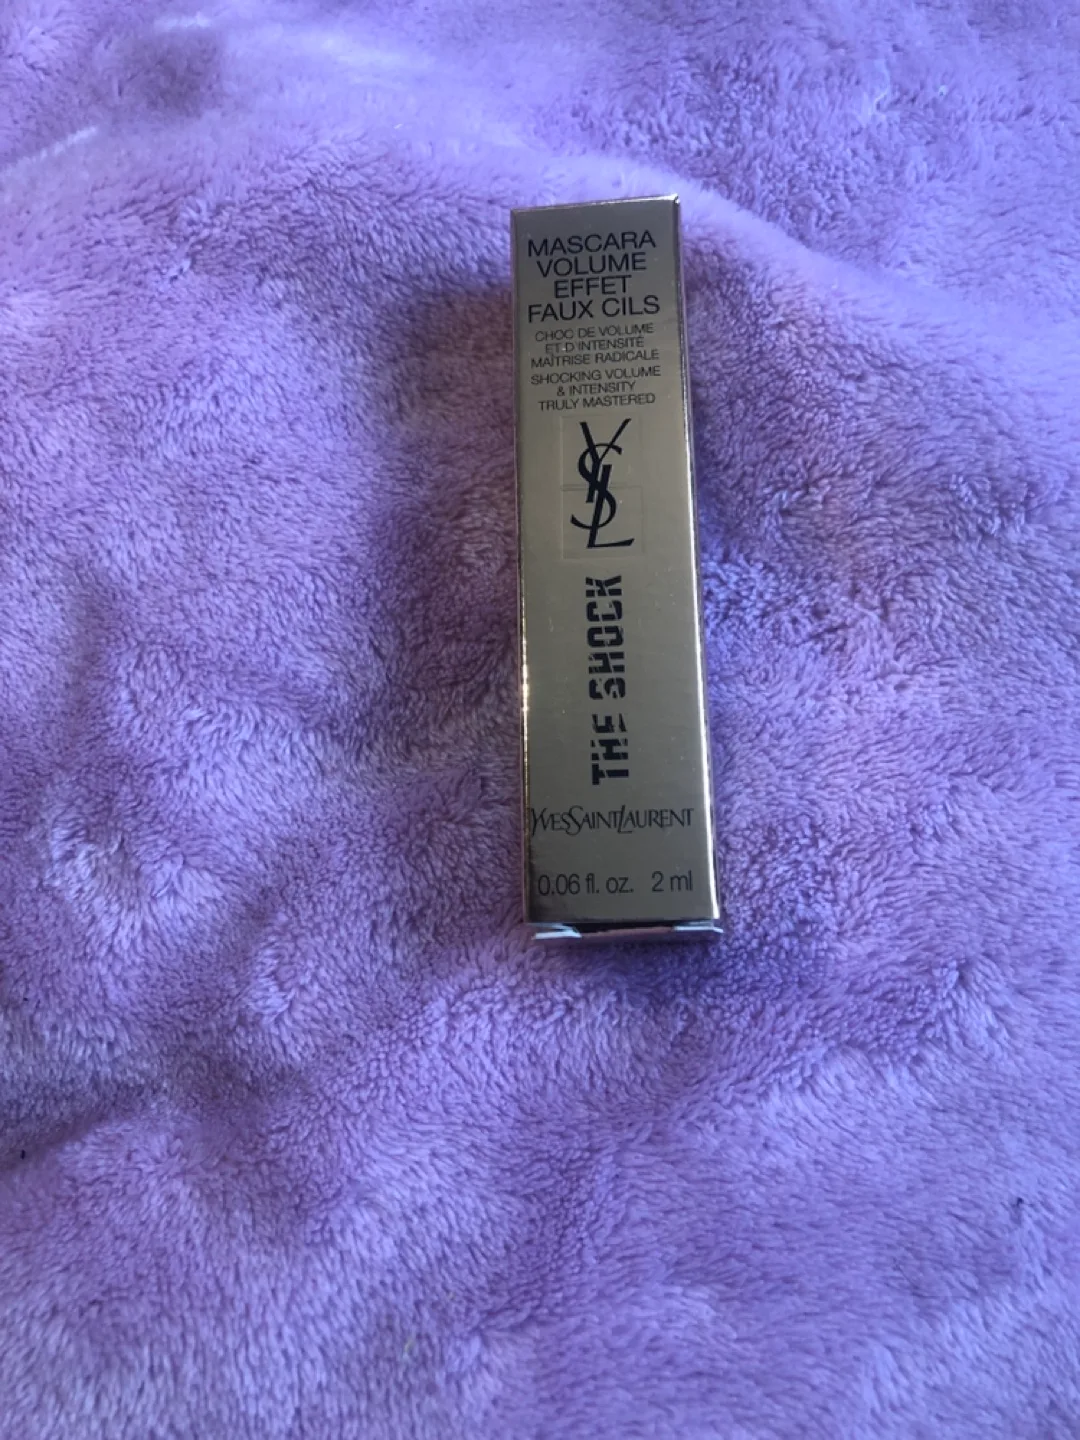 MASCARA
VOLUME
EFFET
FAUX CILS
CHOC DE VOLUME
ET D'INTENSITÉ
MAÎTRISE RADICALE
SHOCKING VOLUME
& INTENSITY
TRULY MASTERED
YSL
THE SHOCK
YVESSAINTLAURENT
0.06 fl. oz. 2 ml